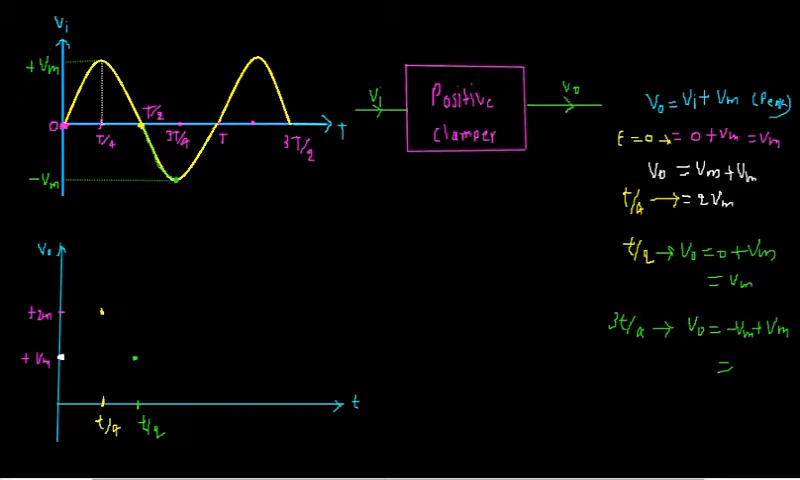 Vi
+Vm
0
T/4
T/2
3T/4
T
3T/2
t
-Vm
Vi
Positive
clamper
Vo
Vo = Vi + Vm (Peak)
t = 0 → = 0 + Vm = Vm
Vo = Vm + Vm
t/4 → = 2Vm
t/2 → Vo = 0 + Vm
= Vm
3t/4 → Vo = -Vm + Vm
=
Vo
+2m
+Vm
t
t/4
t/2